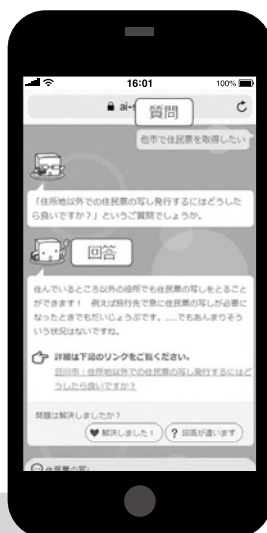 16:01
100%
ai-s
質問
他市で住民票を取得したい
「住所地以外での住民票の写し発行するにはどうした
ら良いですか？」というご質問でしょうか。
回答
住んでいるところ以外の役所でも住民票の写しをとること
ができます！ 例えば旅行先で急に住民票の写しが必要に
なったときでもだいじょうぶです。……でもあんまりそう
いう状況はないですね。
詳細は下記のリンクをご覧ください。
豆川市：住所地以外での住民票の写し発行するにはど
うしたら良いですか？
問題は解決しましたか？
解決しました！
? 回答が違います
住民票の写し